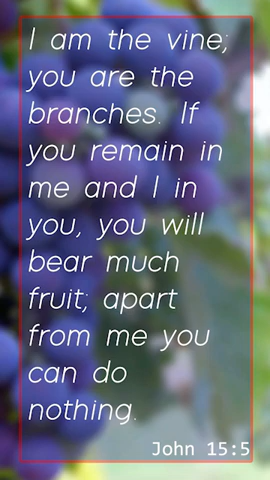 I am the vine;
you are the
branches. If
you remain in
me and I in
you, you will
bear much
fruit; apart
from me you
can do
nothing.
John 15:5